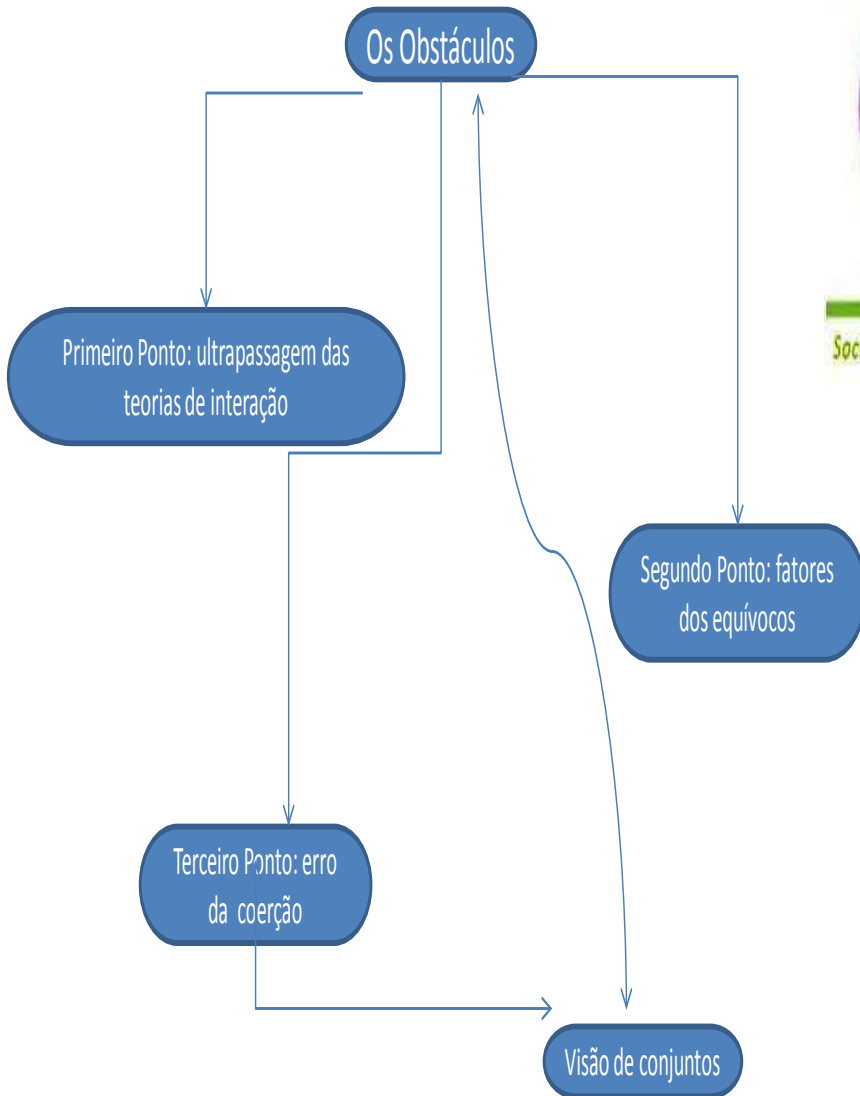 Os Obstáculos
Primeiro Ponto: ultrapassagem das
teorias de interação
Segundo Ponto: fatores
dos equívocos
Terceiro Ponto: erro
da coerção
Visão de conjuntos